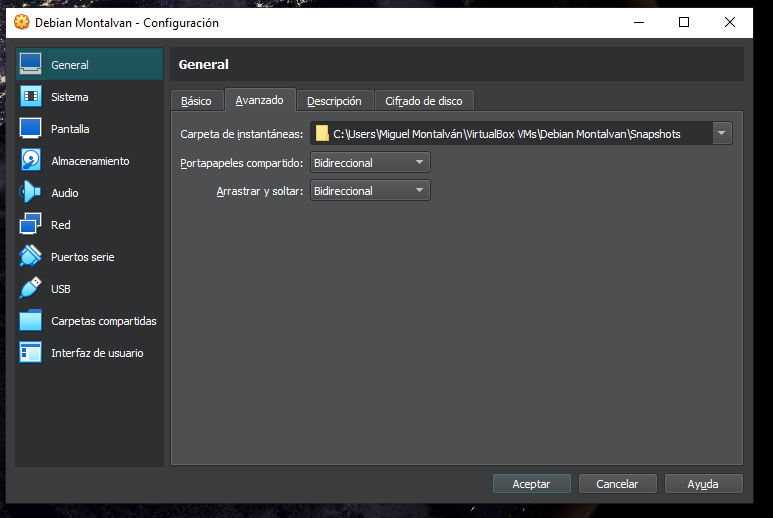 Debian Montalvan - Configuración
General
Sistema
Pantalla
Almacenamiento
Audio
Red
Puertos serie
USB
Carpetas compartidas
Interfaz de usuario
General
Básico Avanzado Descripción Cifrado de disco
Carpeta de instantáneas: C:\Users\Miguel Montalván\VirtualBox VMs\Debian Montalvan\Snapshots
Portapapeles compartido: Bidireccional
Arrastrar y soltar: Bidireccional
Aceptar Cancelar Ayuda